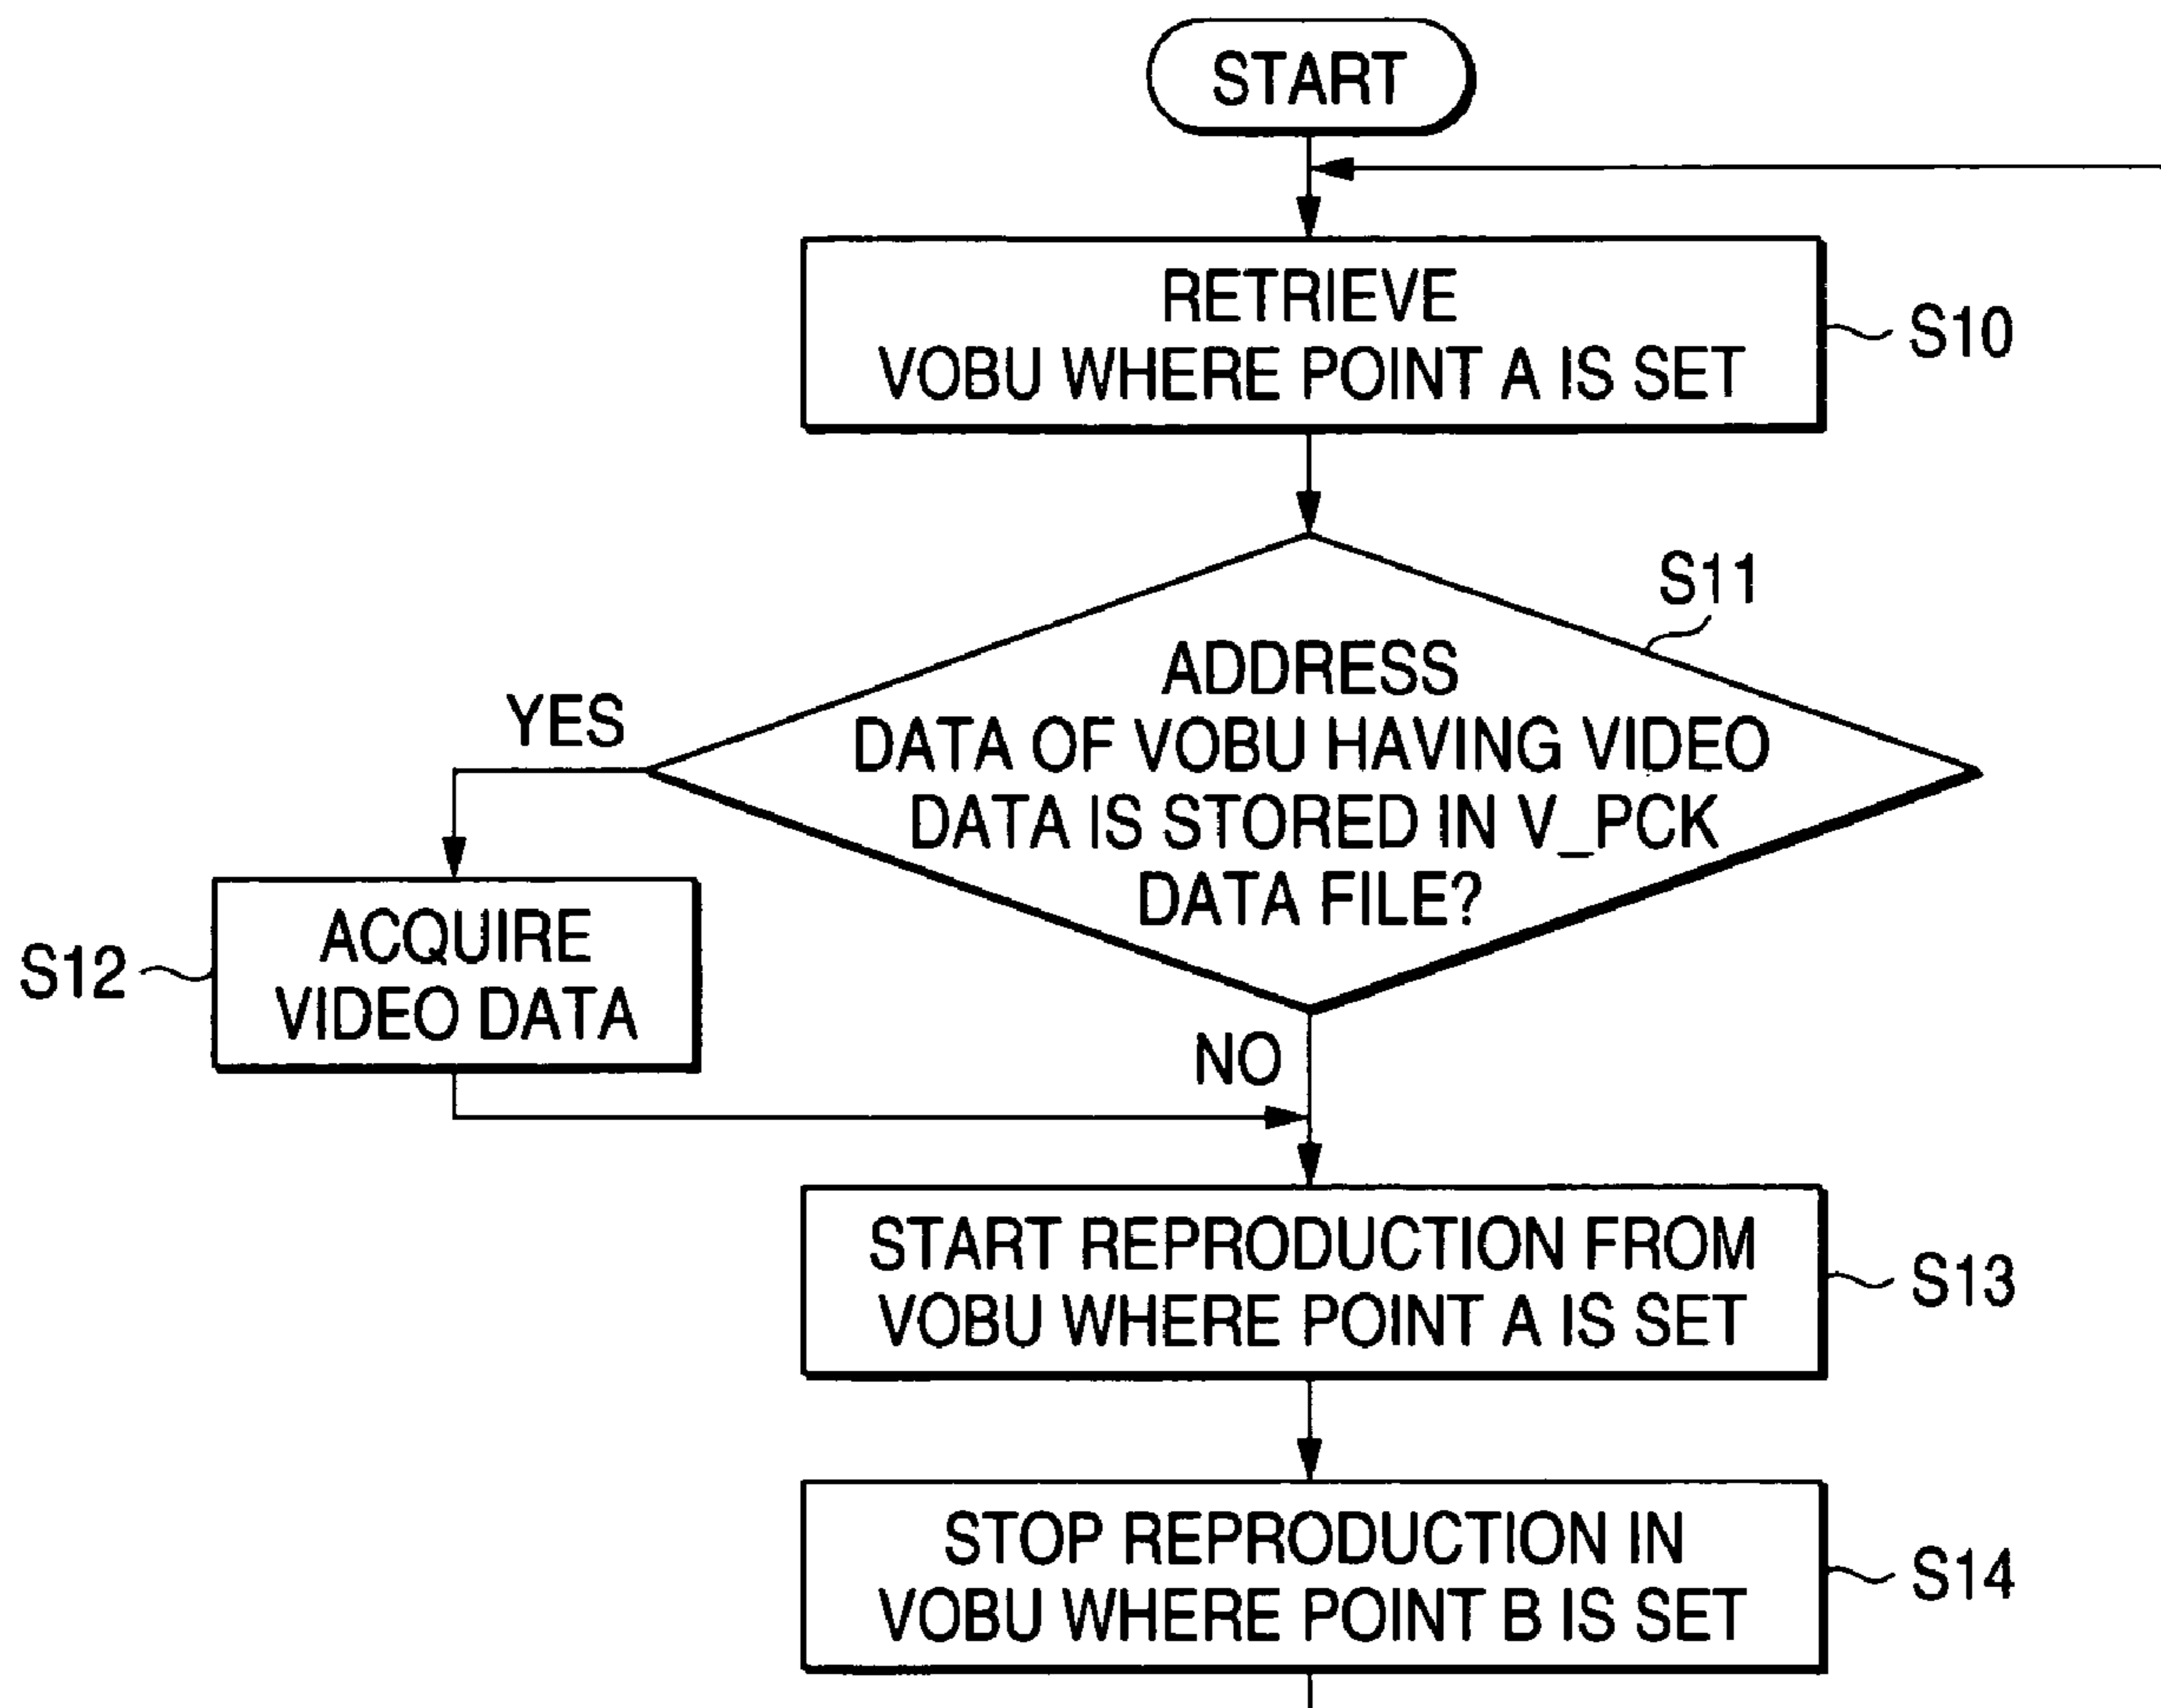 START
RETRIEVE
VOBU WHERE POINT A IS SET
S10
S11
ADDRESS
DATA OF VOBU HAVING VIDEO
DATA IS STORED IN V_PCK
DATA FILE?
YES
ACQUIRE
VIDEO DATA
S12
NO
START REPRODUCTION FROM
VOBU WHERE POINT A IS SET
S13
STOP REPRODUCTION IN
VOBU WHERE POINT B IS SET
S14